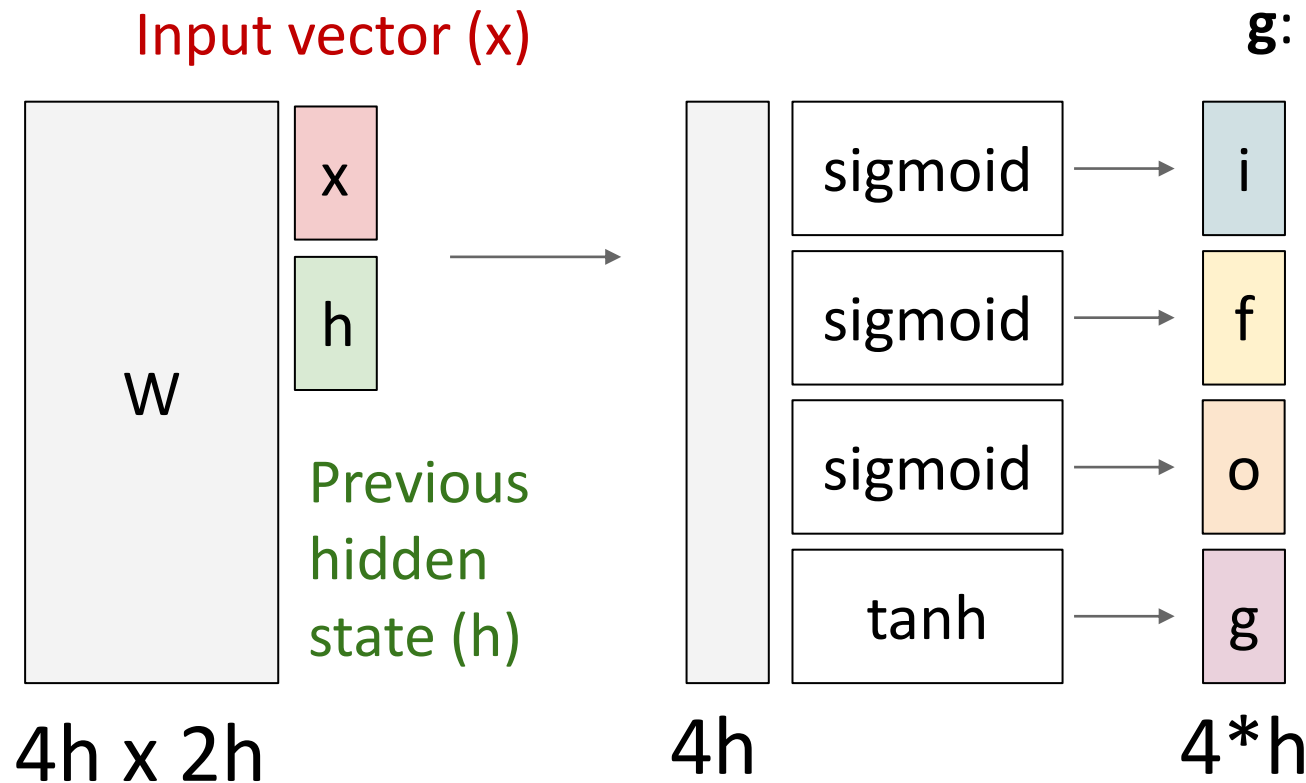 Input vector (x)
g:
W
x
h
Previous
hidden
state (h)
sigmoid
i
sigmoid
f
sigmoid
o
tanh
g
4h x 2h
4h
4*h